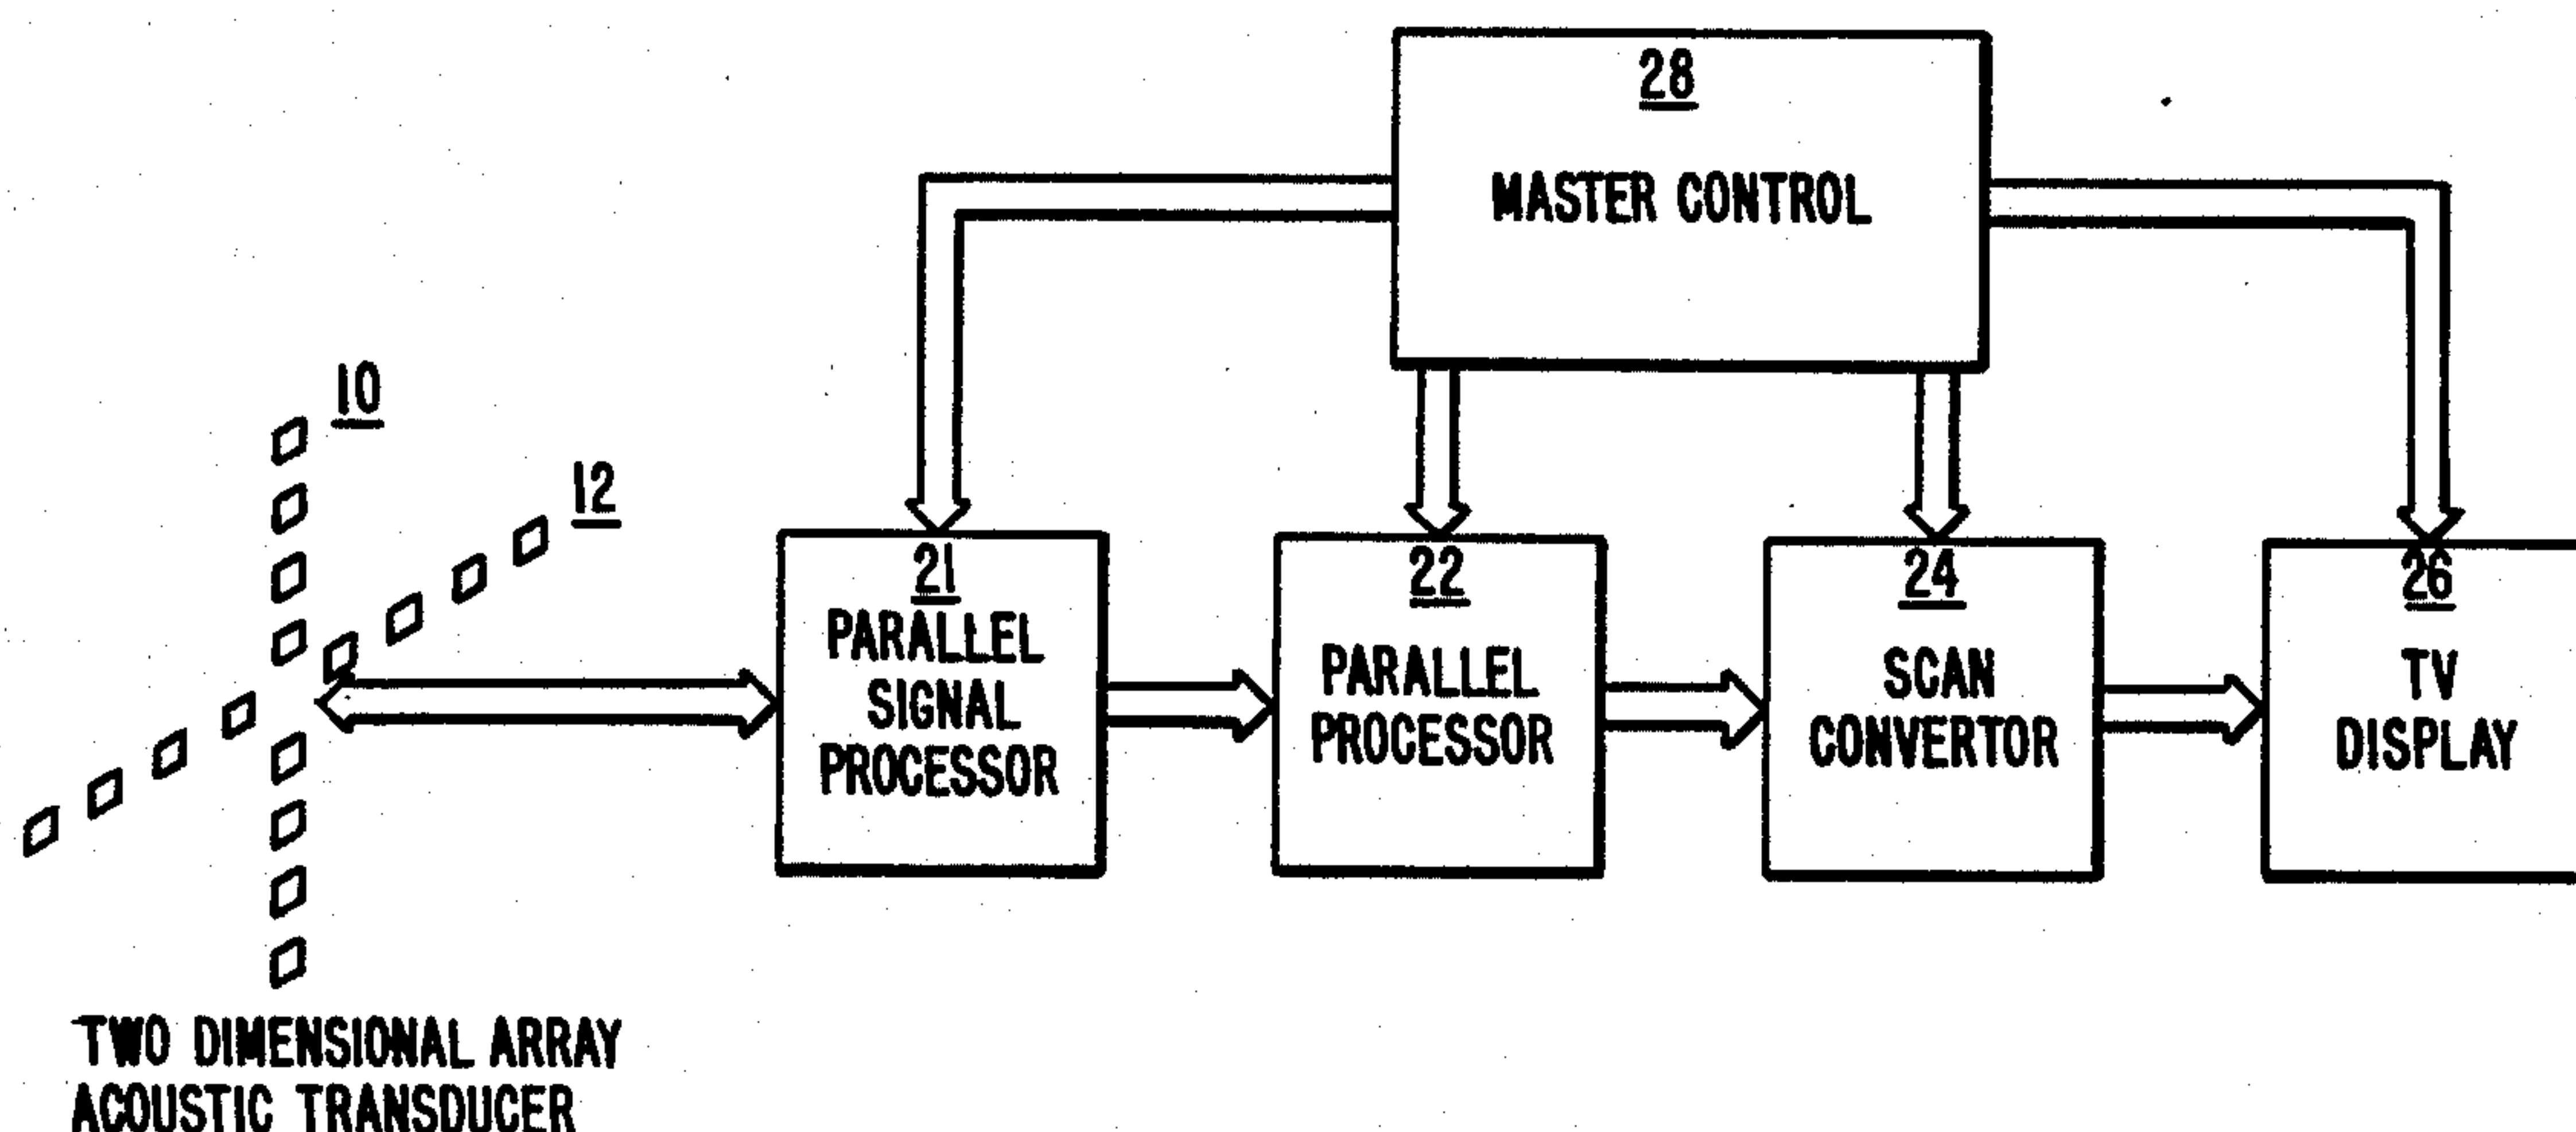 28
MASTER CONTROL
10
12
21
PARALLEL
SIGNAL
PROCESSOR
22
PARALLEL
PROCESSOR
24
SCAN
CONVERTOR
26
TV
DISPLAY
TWO DIMENSIONAL ARRAY
ACOUSTIC TRANSDUCER